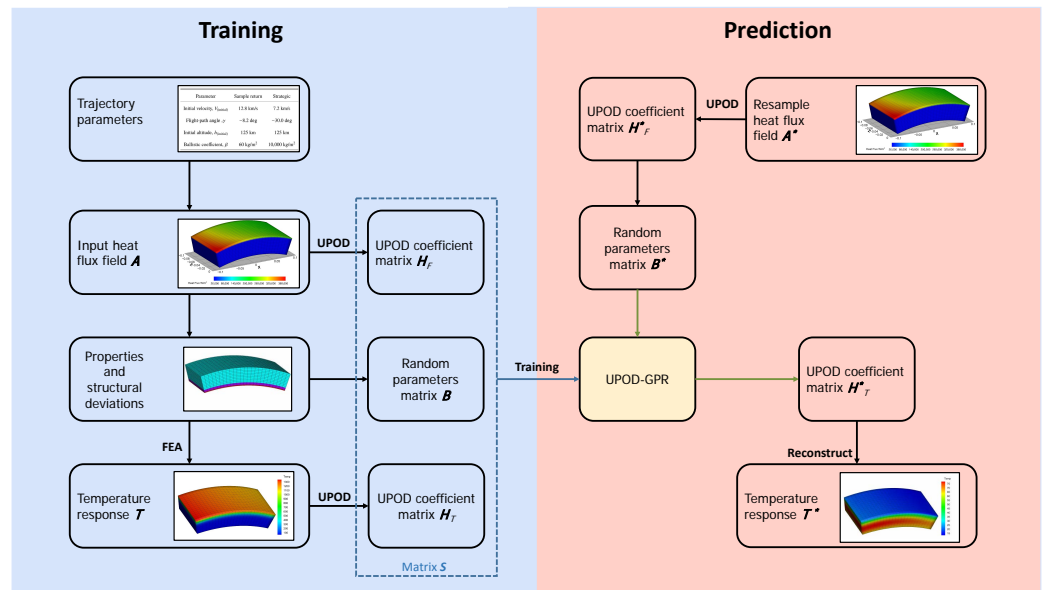 Training
Prediction
Trajectory
parameters
Parameter Sample return Strategic
Initial velocity, V(initial) 12.8 km/s 7.2 km/s
Flight-path angle, γ −8.2 deg −30.0 deg
Initial altitude, h(initial) 125 km 125 km
Ballistic coefficient, β 60 kg/m² 10,000 kg/m²
UPOD coefficient
matrix H*F
UPOD
Resample
heat flux
field A*
Input heat
flux field A
UPOD
UPOD coefficient
matrix HF
Random
parameters
matrix B*
Properties
and
structural
deviations
Random
parameters
matrix B
Training
UPOD-GPR
UPOD coefficient
matrix H*T
FEA
Reconstruct
Temperature
response T
UPOD
UPOD coefficient
matrix HT
Temperature
response T*
Matrix S